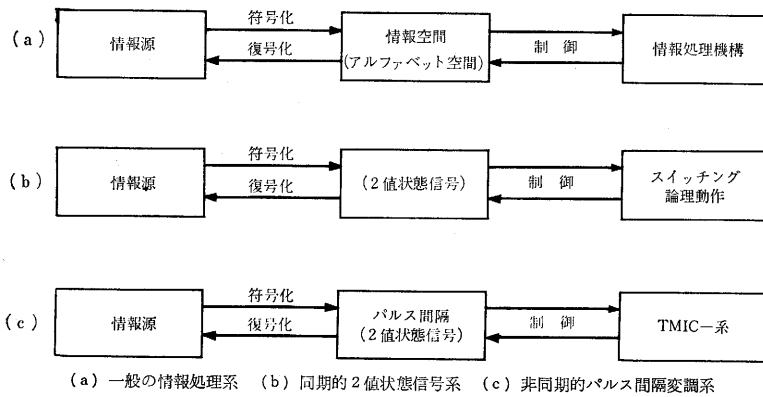 (a)
情報源
符号化
復号化
情報空間
(アルファベット空間)
制 御
情報処理機構
(b)
情報源
符号化
復号化
(2値状態信号)
制 御
スイッチング
論理動作
(c)
情報源
符号化
復号化
パルス間隔
(2値状態信号)
制 御
TMIC-系
(a) 一般の情報処理系 (b) 同期的2値状態信号系 (c) 非同期的パルス間隔変調系